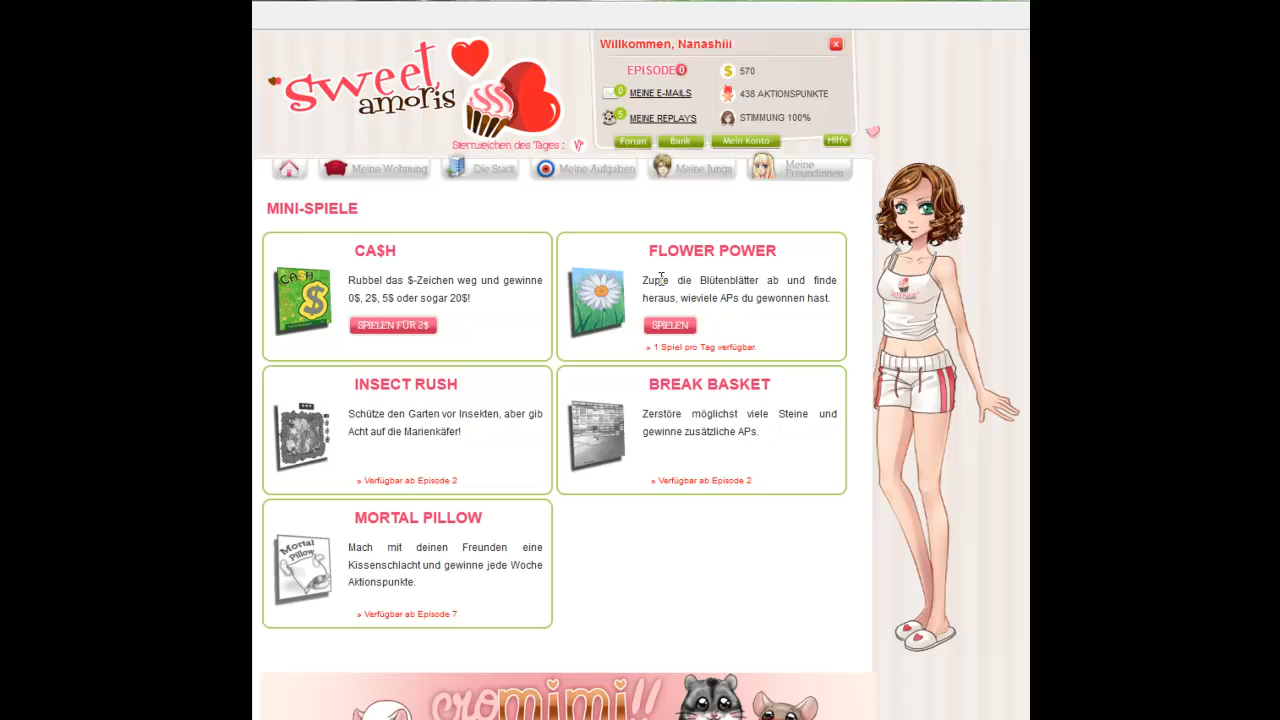 sweet
amoris
Sternzeichen des Tages :
Willkommen, Nanashiii
EPISODE 0
570
0 MEINE E-MAILS
438 AKTIONSPUNKTE
5 MEINE REPLAYS
STIMMUNG 100%
Forum
Bank
Mein Konto
Hilfe
Meine Wohnung
Die Stadt
Meine Aufgaben
Meine Jungs
Meine
Freundinnen
MINI-SPIELE
CA$H
CA$H
Rubbel das $-Zeichen weg und gewinne
0$, 2$, 5$ oder sogar 20$!
SPIELEN FÜR 2$
FLOWER POWER
Zupfe die Blütenblätter ab und finde
heraus, wieviele APs du gewonnen hast.
SPIELEN
» 1 Spiel pro Tag verfügbar.
INSECT RUSH
Schütze den Garten vor Insekten, aber gib
Acht auf die Marienkäfer!
» Verfügbar ab Episode 2
BREAK BASKET
Zerstöre möglichst viele Steine und
gewinne zusätzliche APs.
» Verfügbar ab Episode 2
MORTAL PILLOW
Mortal
Pillow
Mach mit deinen Freunden eine
Kissenschlacht und gewinne jede Woche
Aktionspunkte.
» Verfügbar ab Episode 7
cromimi!!